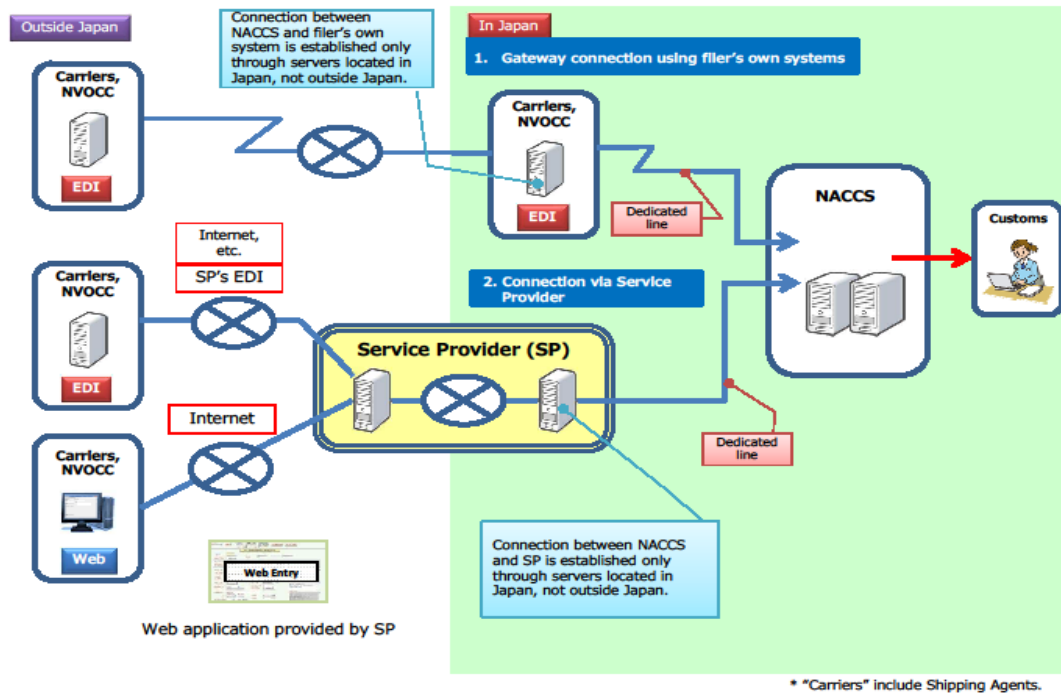 Outside Japan
Connection between
NACCS and filer's own
system is established only
through servers located in
Japan, not outside Japan.
In Japan
1. Gateway connection using filer's own systems
Carriers,
NVOCC
EDI
Carriers,
NVOCC
EDI
Dedicated
line
NACCS
Customs
Internet,
etc.
SP's EDI
Carriers,
NVOCC
EDI
2. Connection via Service
Provider
Service Provider (SP)
Internet
Dedicated
line
Carriers,
NVOCC
Web
Web Entry
Web application provided by SP
Connection between NACCS
and SP is established only
through servers located in
Japan, not outside Japan.
* "Carriers" include Shipping Agents.